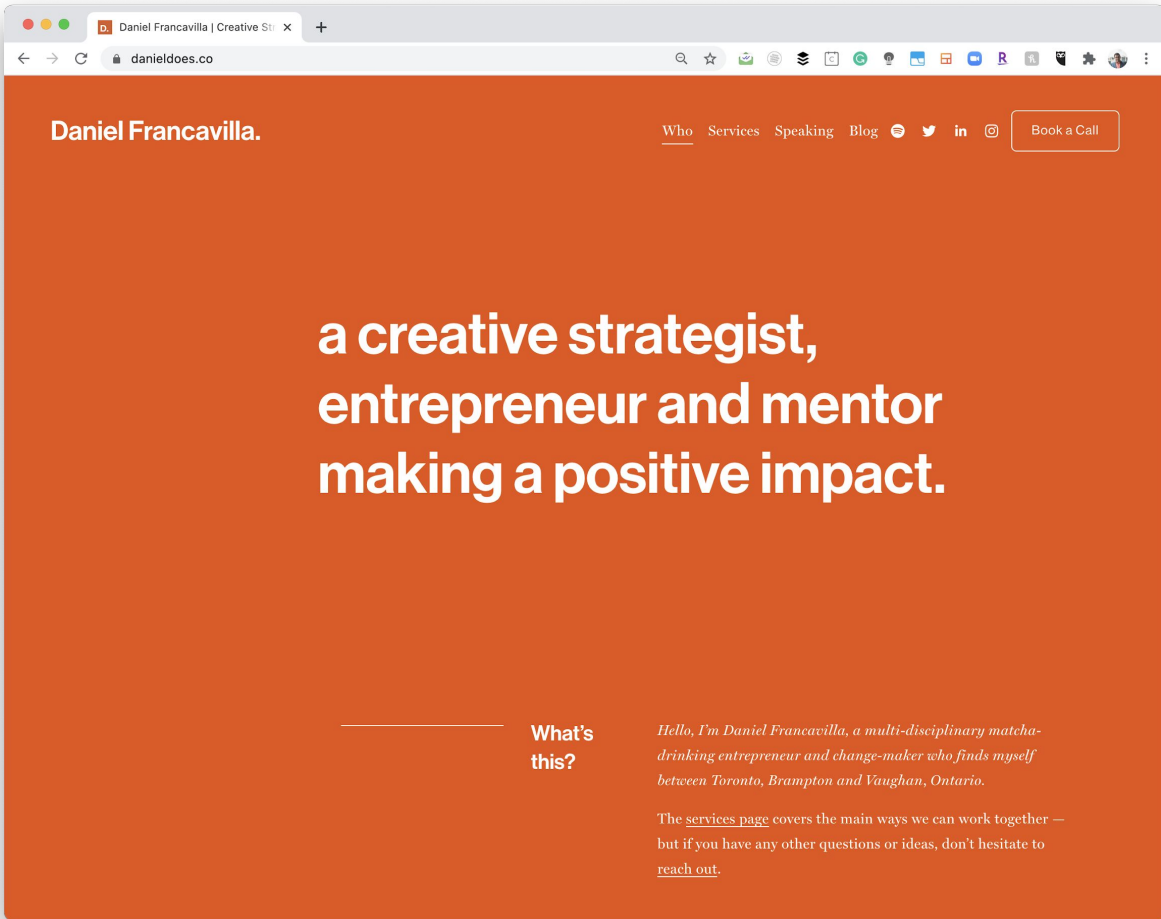 Daniel Francavilla | Creative Str
danieldoes.co
Daniel Francavilla.
Who Services Speaking Blog in Book a Call
a creative strategist,
entrepreneur and mentor
making a positive impact.
What's
this?
Hello, I'm Daniel Francavilla, a multi-disciplinary matcha-
drinking entrepreneur and change-maker who finds myself
between Toronto, Brampton and Vaughan, Ontario.
The services page covers the main ways we can work together —
but if you have any other questions or ideas, don't hesitate to
reach out.